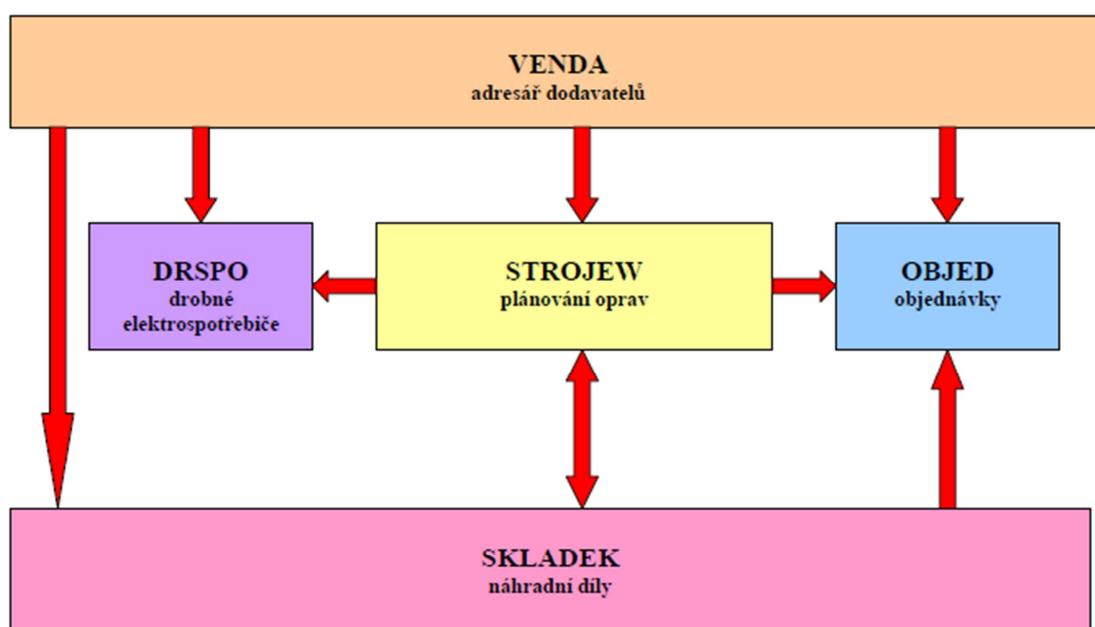 VENDA
adresář dodavatelů
DRSPO
drobné
elektrospotřebiče
STROJEW
plánování oprav
OBJED
objednávky
SKLADEK
náhradní díly